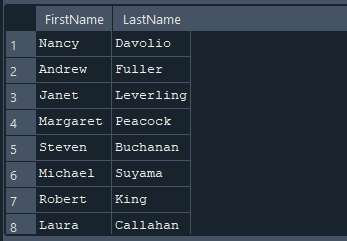 FirstName LastName
1 Nancy Davolio
2 Andrew Fuller
3 Janet Leverling
4 Margaret Peacock
5 Steven Buchanan
6 Michael Suyama
7 Robert King
8 Laura Callahan